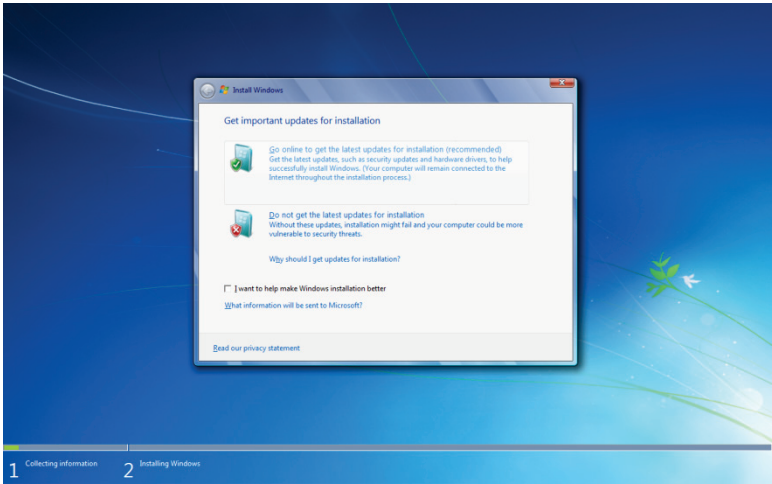 Install Windows
Get important updates for installation
Go online to get the latest updates for installation (recommended)
Get the latest updates, such as security updates and hardware drivers, to help
successfully install Windows. (Your computer will remain connected to the
Internet throughout the installation process.)
Do not get the latest updates for installation
Without these updates, installation might fail and your computer could be more
vulnerable to security threats.
Why should I get updates for installation?
I want to help make Windows installation better
What information will be sent to Microsoft?
Read our privacy statement
1 Collecting information
2 Installing Windows